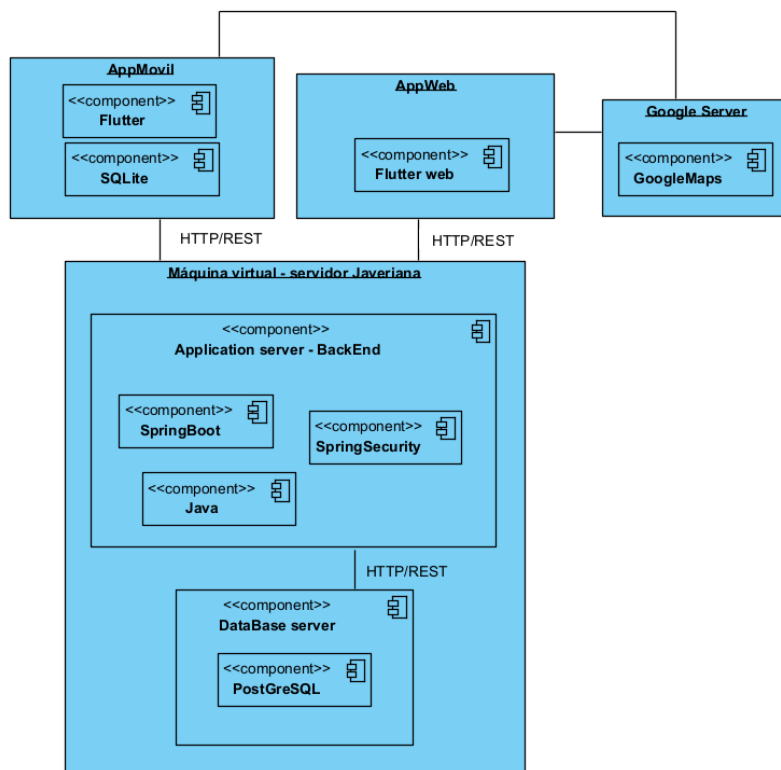 AppMovil
<<component>>
Flutter
<<component>>
SQLite
AppWeb
<<component>>
Flutter web
Google Server
<<component>>
GoogleMaps
HTTP/REST
HTTP/REST
Máquina virtual - servidor Javeriana
<<component>>
Application server - BackEnd
<<component>>
SpringBoot
<<component>>
SpringSecurity
<<component>>
Java
HTTP/REST
<<component>>
DataBase server
<<component>>
PostGreSQL